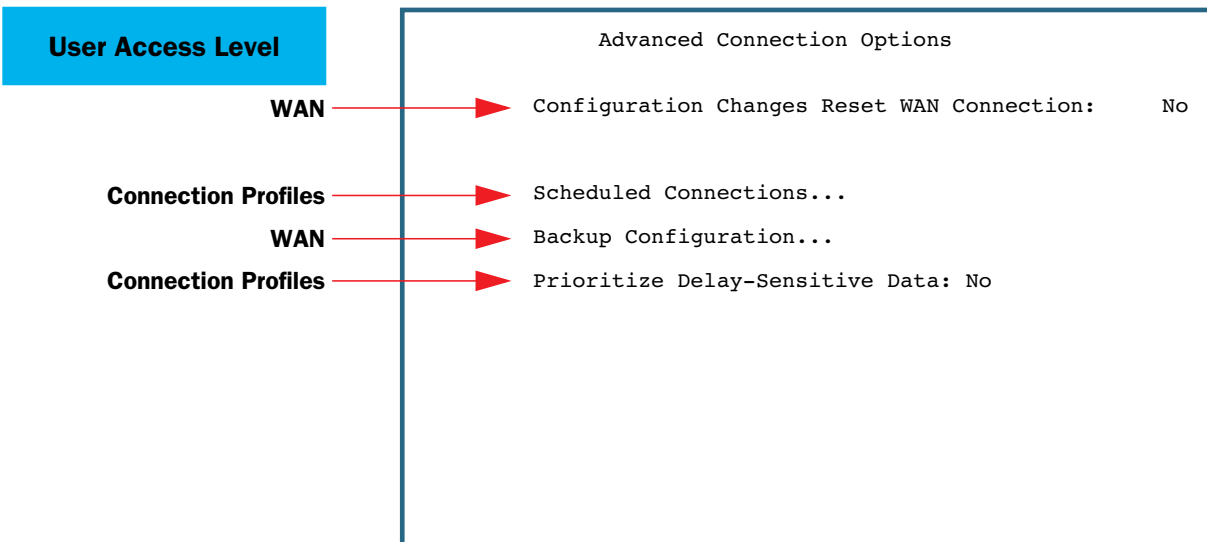 User Access Level
Advanced Connection Options
WAN
Configuration Changes Reset WAN Connection: No
Connection Profiles
Scheduled Connections...
WAN
Backup Configuration...
Connection Profiles
Prioritize Delay-Sensitive Data: No